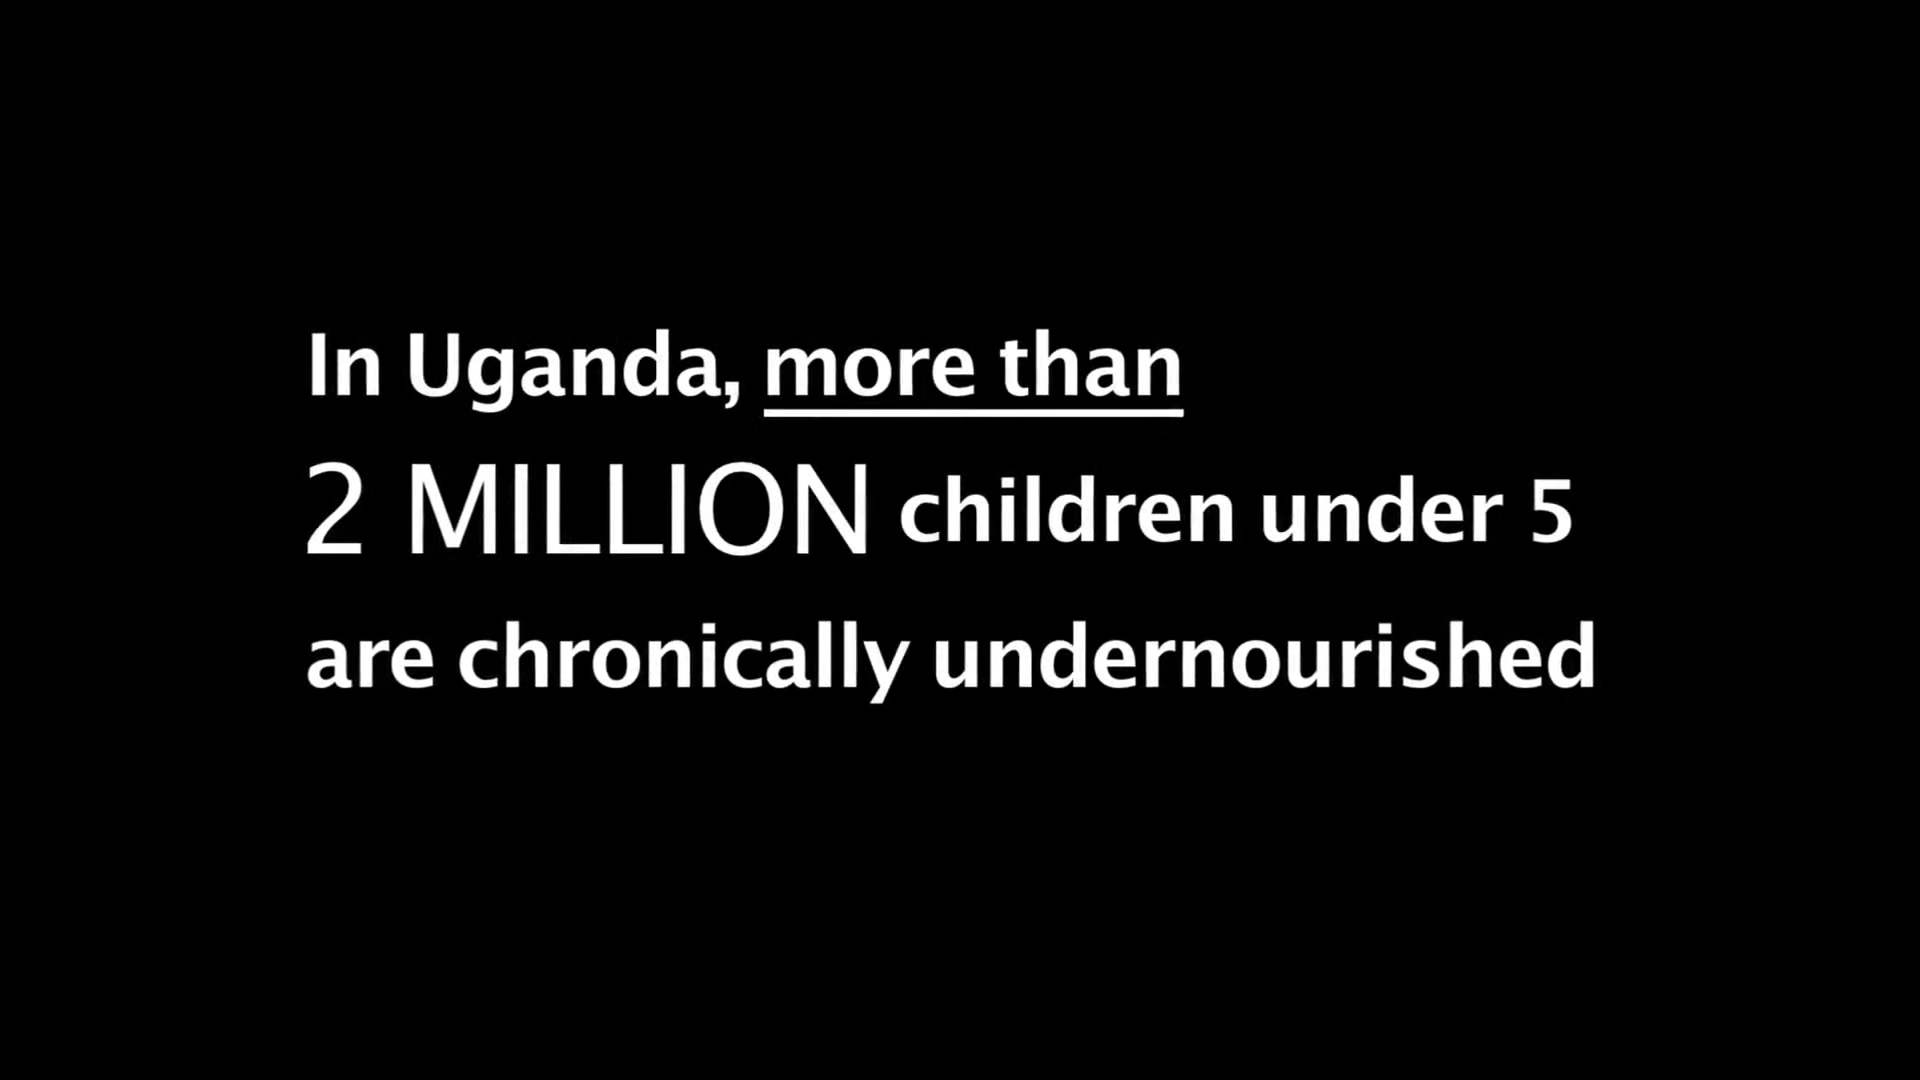 In Uganda, more than
2 MILLION children under 5
are chronically undernourished